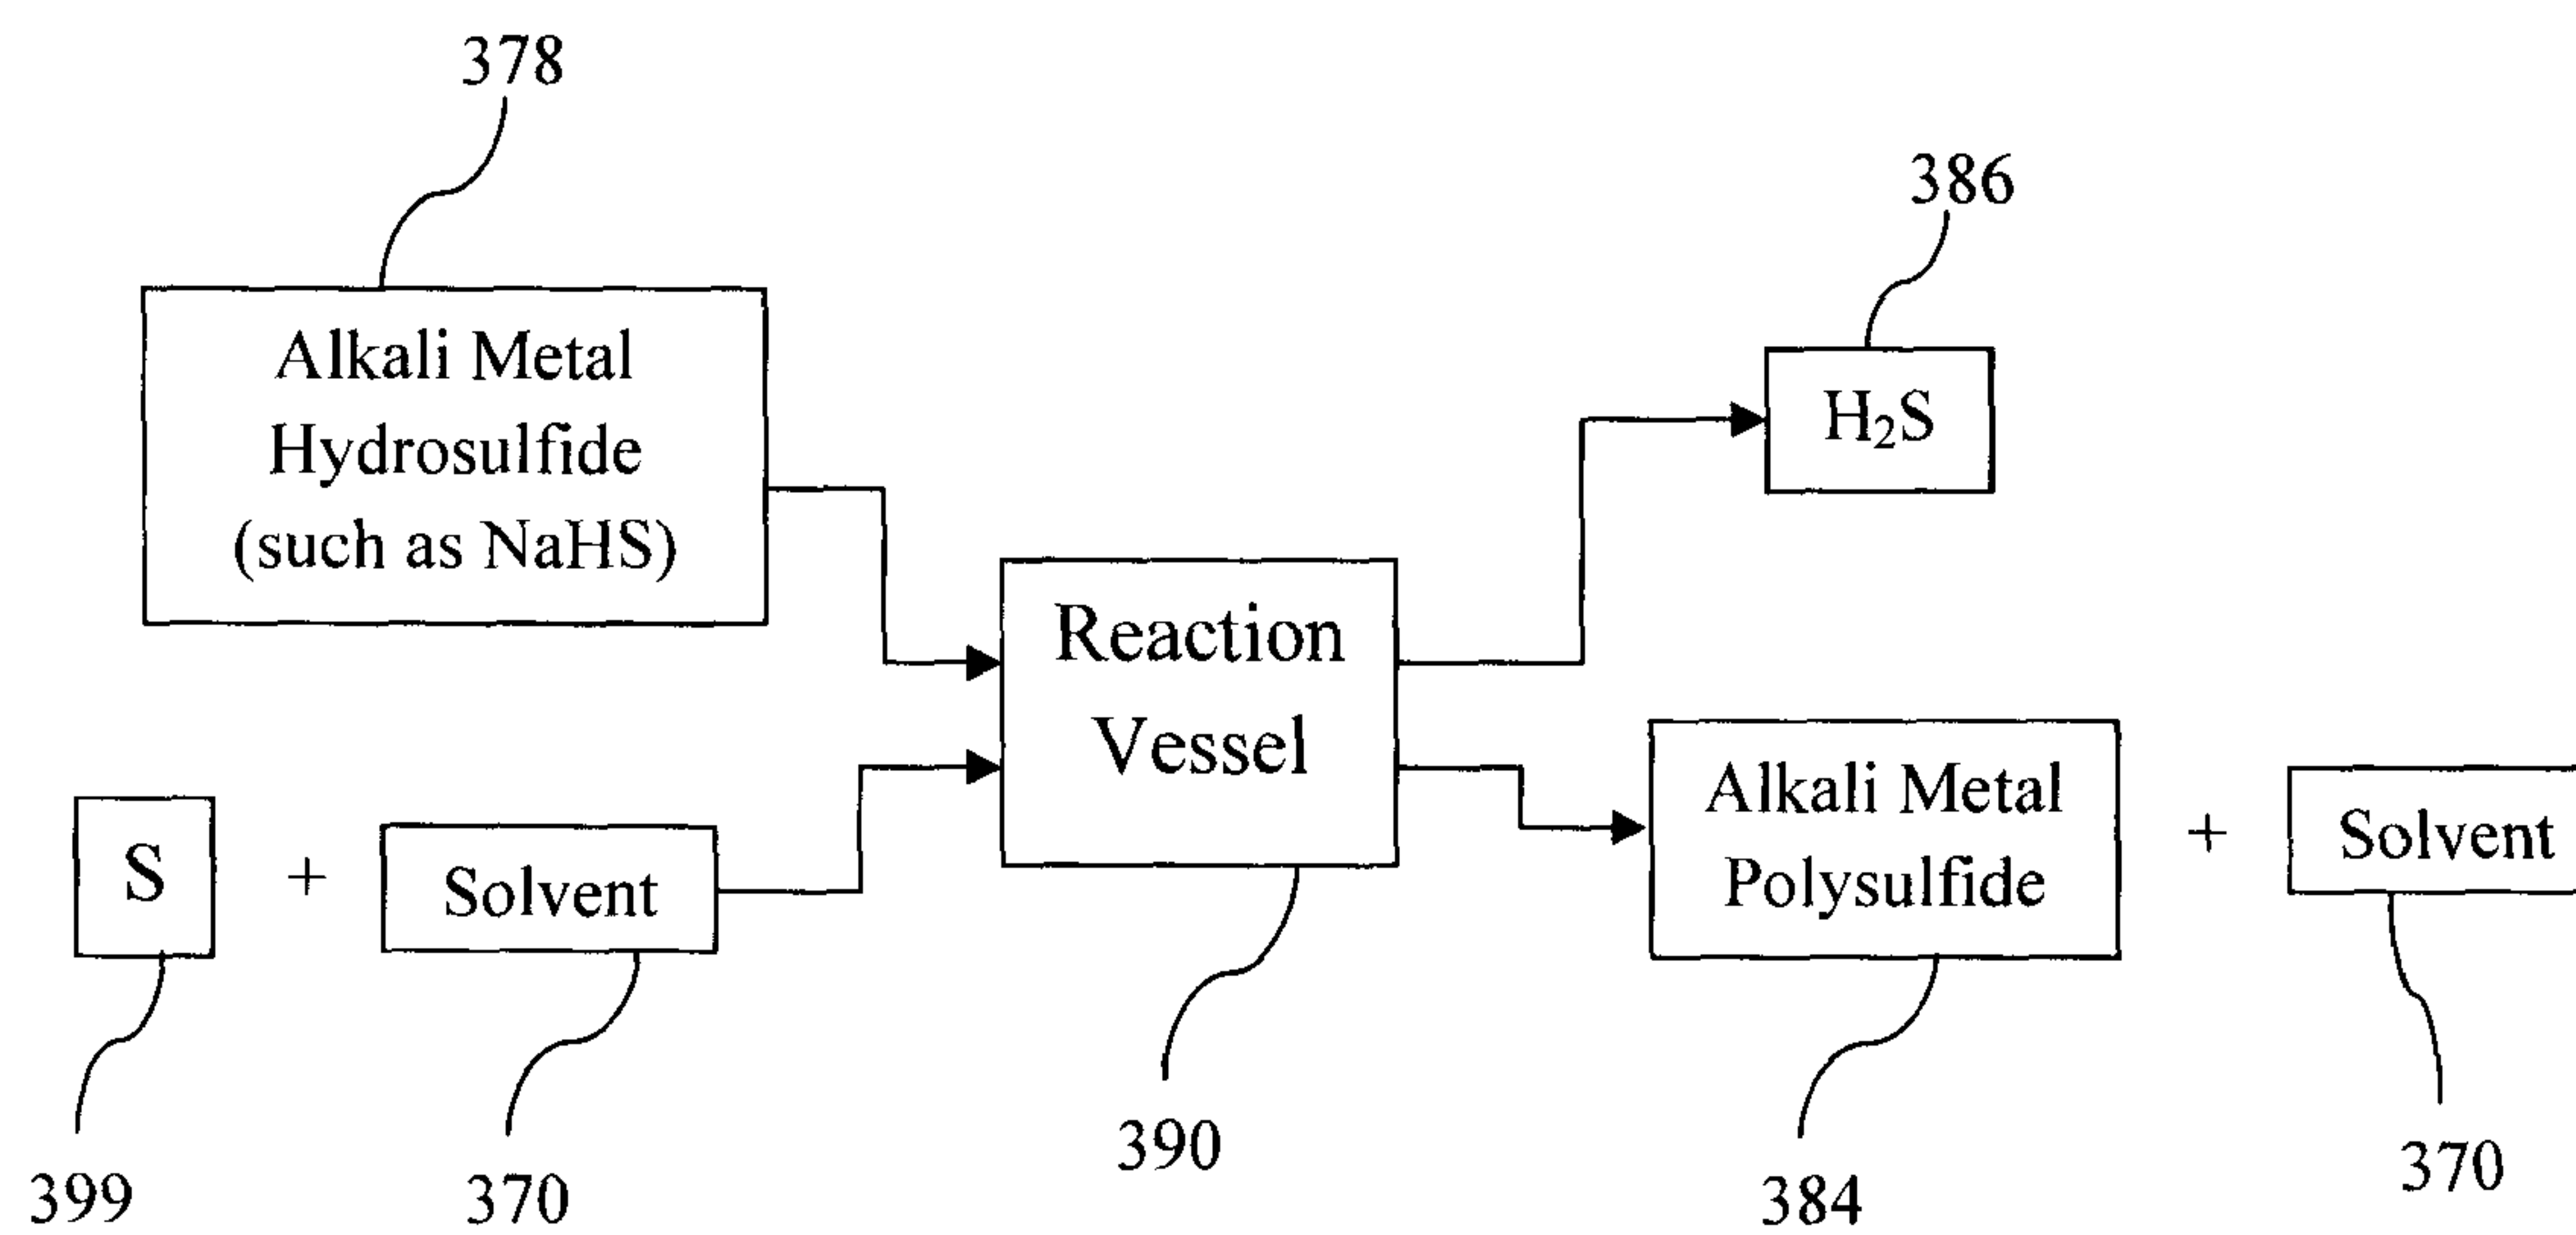 378
386
Alkali Metal
Hydrosulfide
(such as NaHS)
H₂S
Reaction
Vessel
S
+
Solvent
Alkali Metal
Polysulfide
+
Solvent
399
370
390
384
370